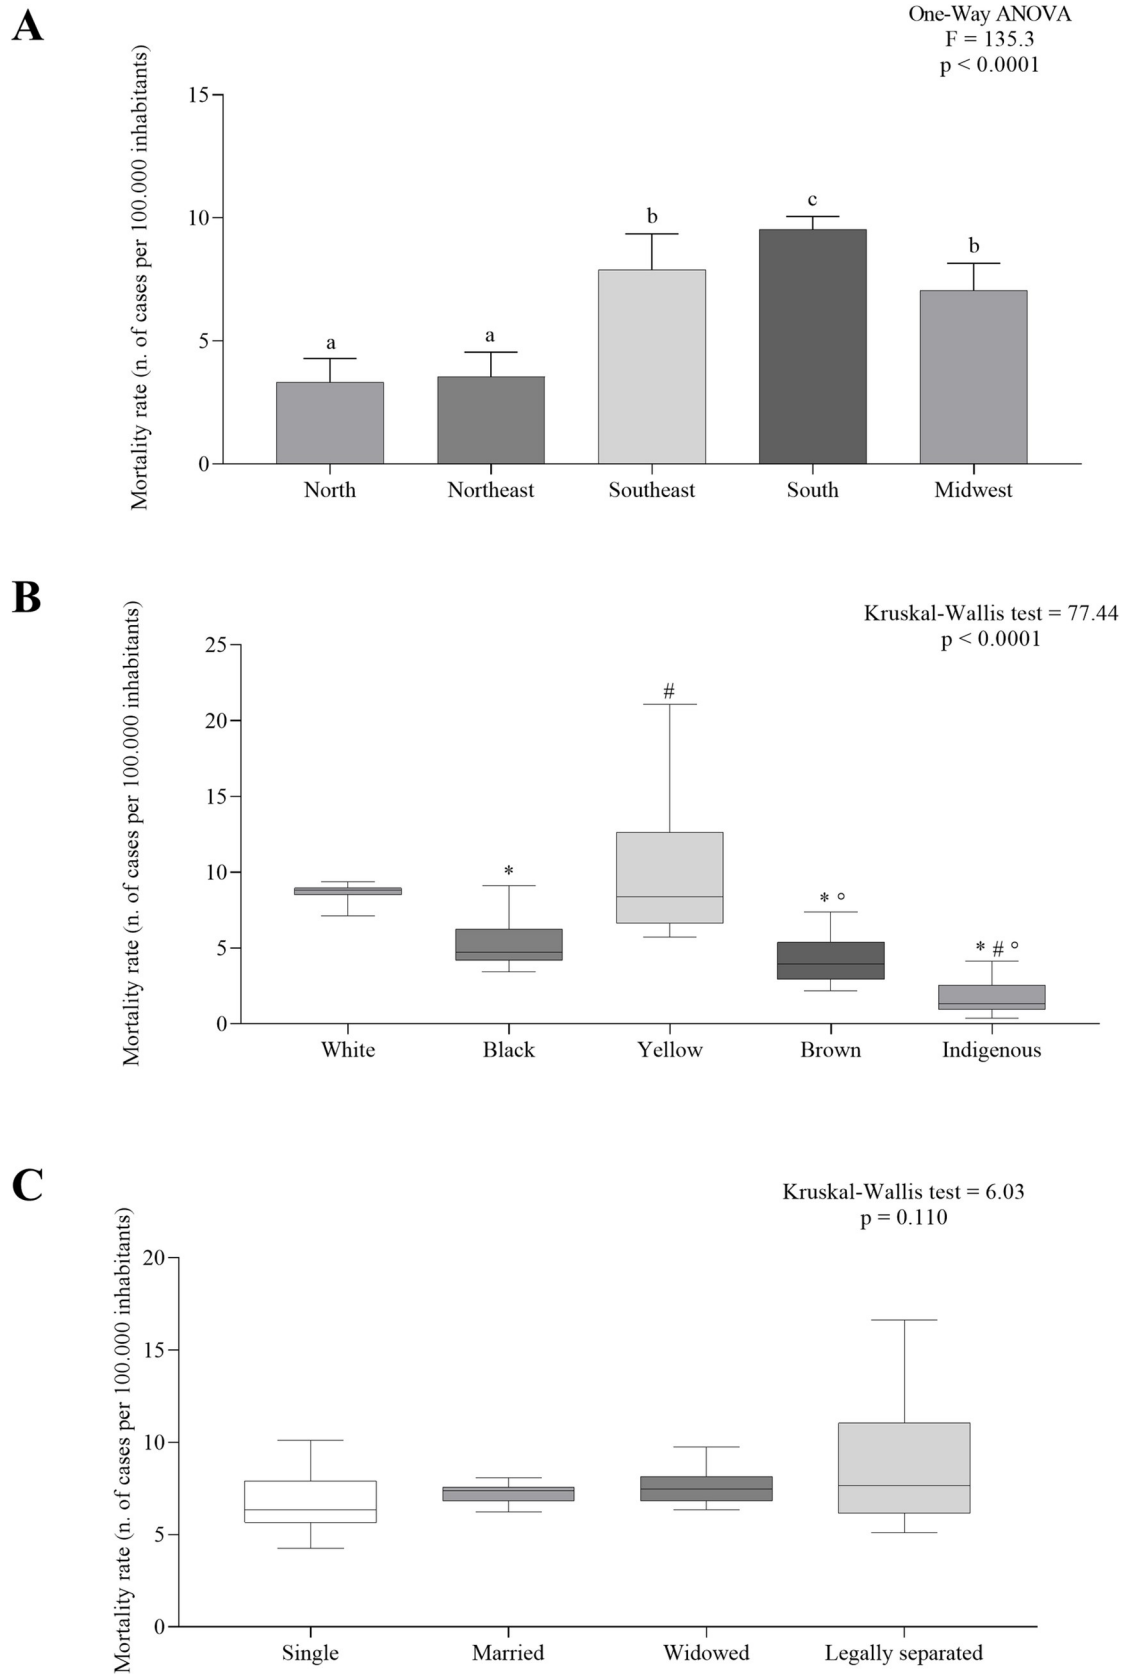 A
One-Way ANOVA
F = 135.3
p < 0.0001
Mortality rate (n. of cases per 100.000 inhabitants)
15
10
5
0
a
a
b
c
b
North
Northeast
Southeast
South
Midwest
B
Kruskal-Wallis test = 77.44
p < 0.0001
Mortality rate (n. of cases per 100.000 inhabitants)
25
20
15
10
5
0
*
#
* °
* # °
White
Black
Yellow
Brown
Indigenous
C
Kruskal-Wallis test = 6.03
p = 0.110
Mortality rate (n. of cases per 100.000 inhabitants)
20
15
10
5
0
Single
Married
Widowed
Legally separated